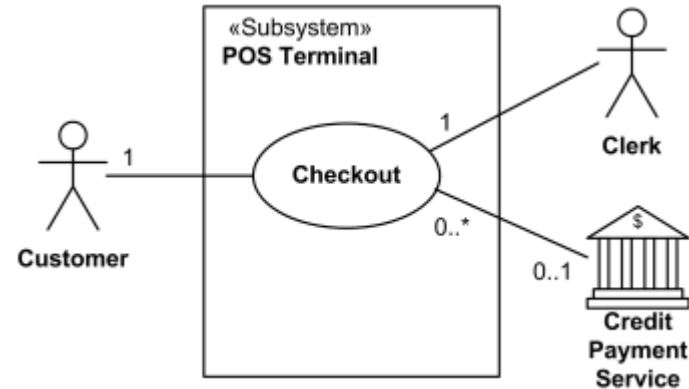 «Subsystem»
POS Terminal
1
Checkout
1
0..*
0..1
Customer
Clerk
$
Credit
Payment
Service